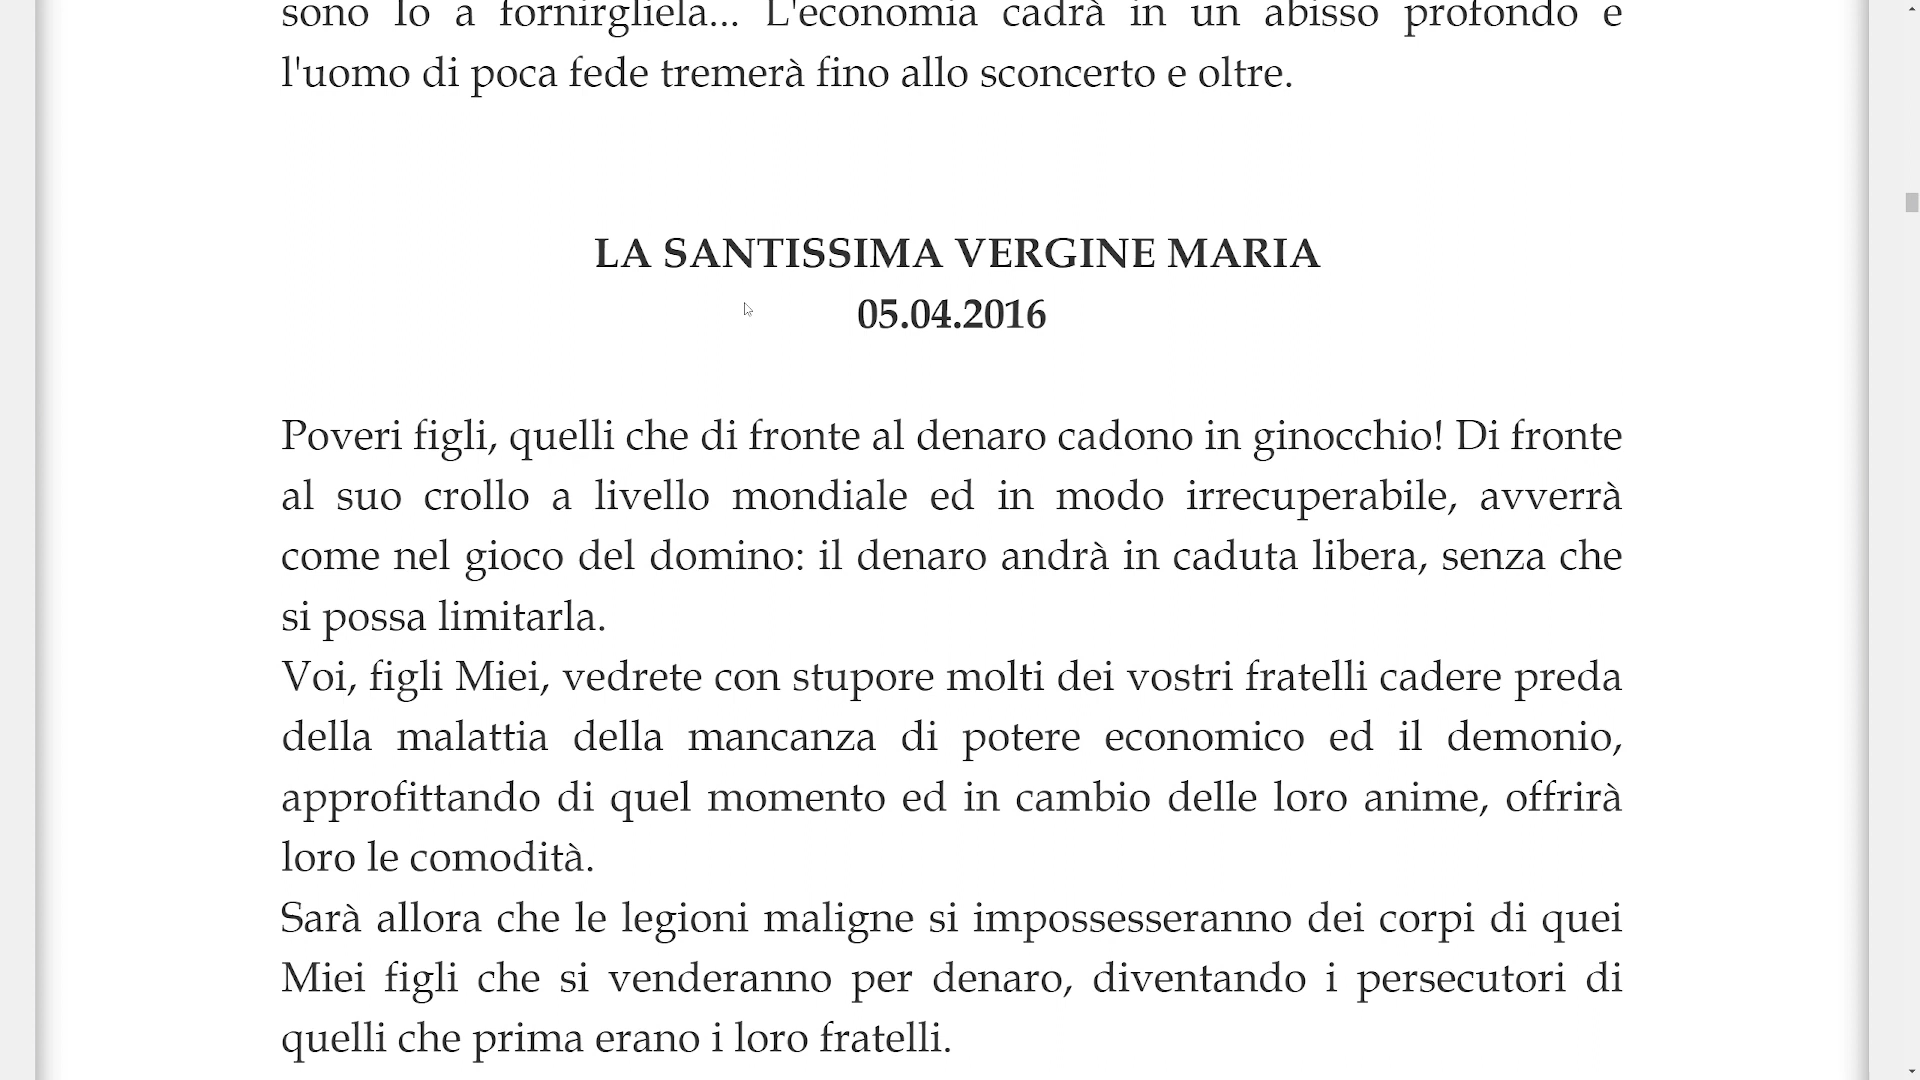 sono Io a fornirgliela... L'economia cadrà in un abisso profondo e
l'uomo di poca fede tremerà fino allo sconcerto e oltre.
LA SANTISSIMA VERGINE MARIA
05.04.2016
Poveri figli, quelli che di fronte al denaro cadono in ginocchio! Di fronte
al suo crollo a livello mondiale ed in modo irrecuperabile, avverrà
come nel gioco del domino: il denaro andrà in caduta libera, senza che
si possa limitarla.
Voi, figli Miei, vedrete con stupore molti dei vostri fratelli cadere preda
della malattia della mancanza di potere economico ed il demonio,
approfittando di quel momento ed in cambio delle loro anime, offrirà
loro le comodità.
Sarà allora che le legioni maligne si impossesseranno dei corpi di quei
Miei figli che si venderanno per denaro, diventando i persecutori di
quelli che prima erano i loro fratelli.